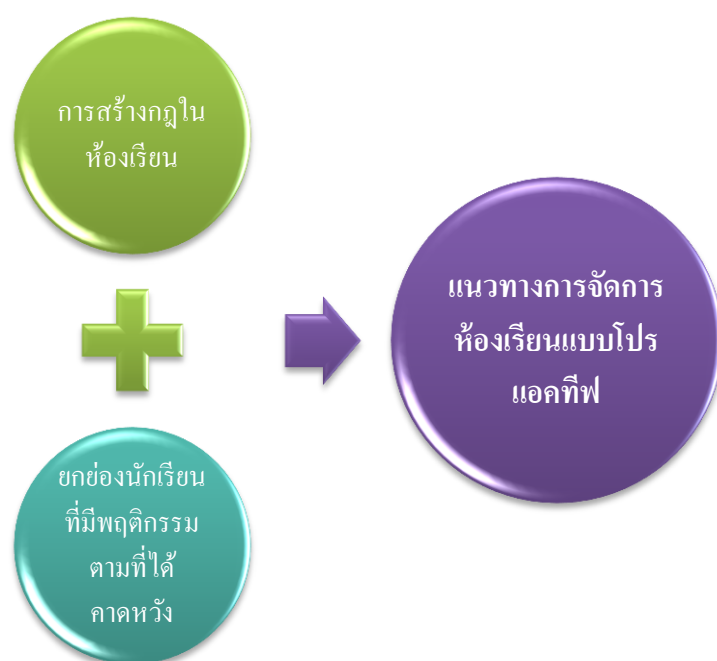 การสร้างกฎใน
ห้องเรียน
ยกย่องนักเรียน
ที่มีพฤติกรรม
ตามที่ได้
คาดหวัง
แนวทางการจัดการ
ห้องเรียนแบบโปร
แอคทีฟ